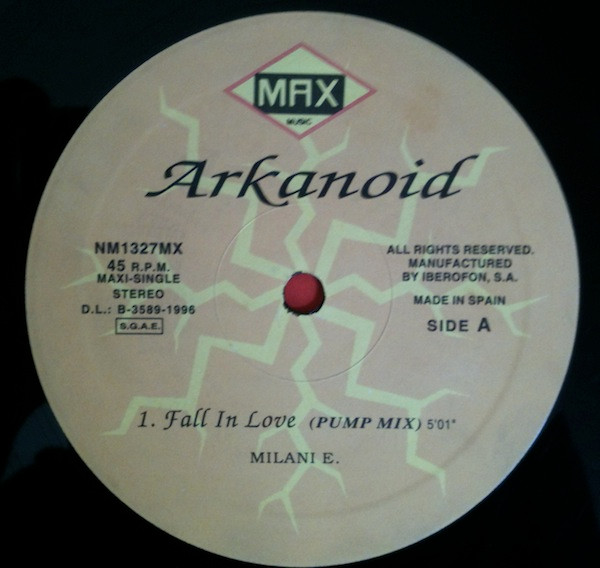 MAX
MUSIC
Arkanoid
NM1327MX
45 R.P.M.
MAXI-SINGLE
STEREO
D.L.: B-3589-1996
S.G.A.E.
ALL RIGHTS RESERVED.
MANUFACTURED
BY IBEROFON, S.A.
MADE IN SPAIN
SIDE A
1. Fall In Love (PUMP MIX) 5'01"
MILANI E.